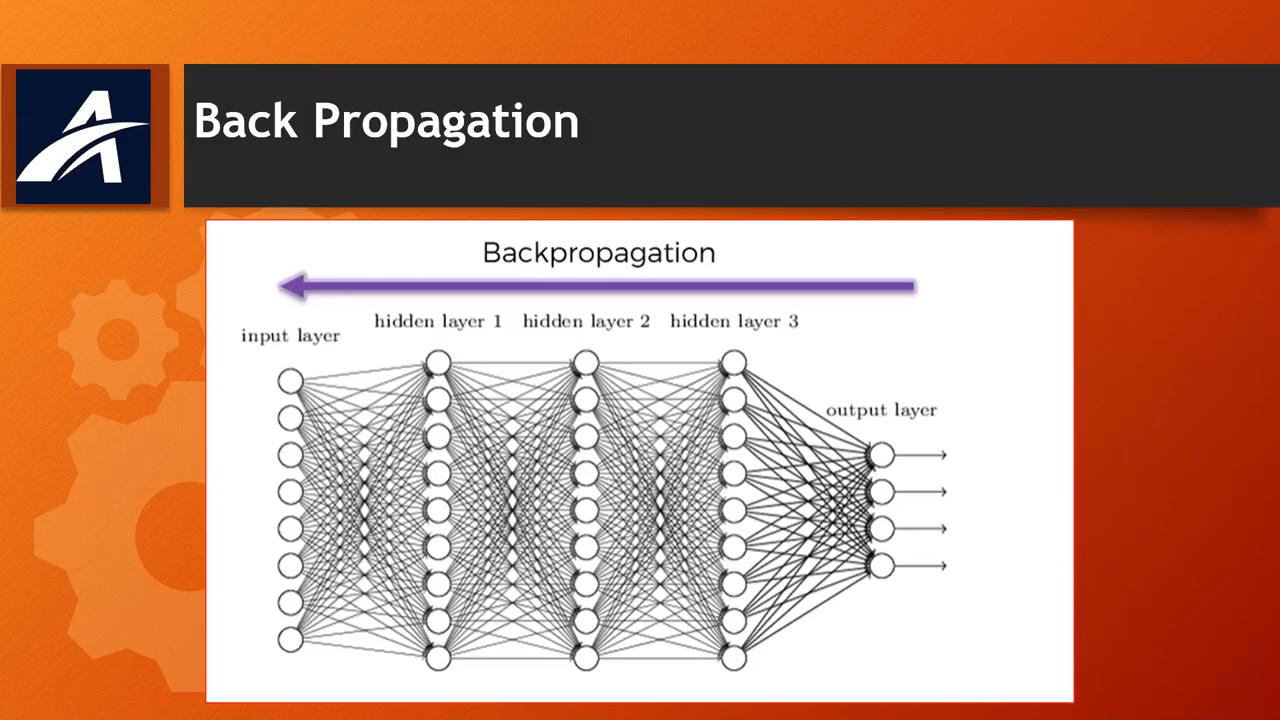 Back Propagation
Backpropagation
hidden layer 1 hidden layer 2 hidden layer 3
input layer
output layer